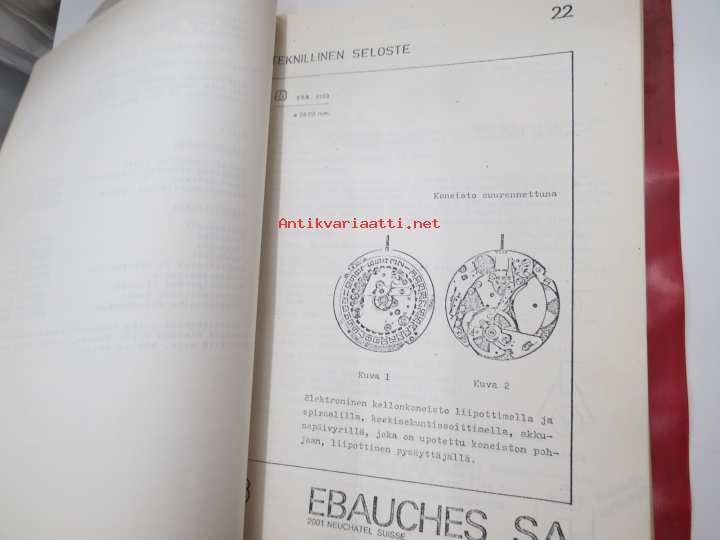 22
TEKNILLINEN SELOSTE
Koneisto suurennettuna
Antikvariaatti.net
Kuva 1
Kuva 2
Elektroninen kellonkoneisto liipottimella ja
spiraalilla, keskisekuntiosoittimella, akku-
napäivyrillä, joka on upotettu koneiston poh-
jaan, liipottinen pysäyttäjällä.
EBAUCHES SA
2001 NEUCHATEL SUISSE